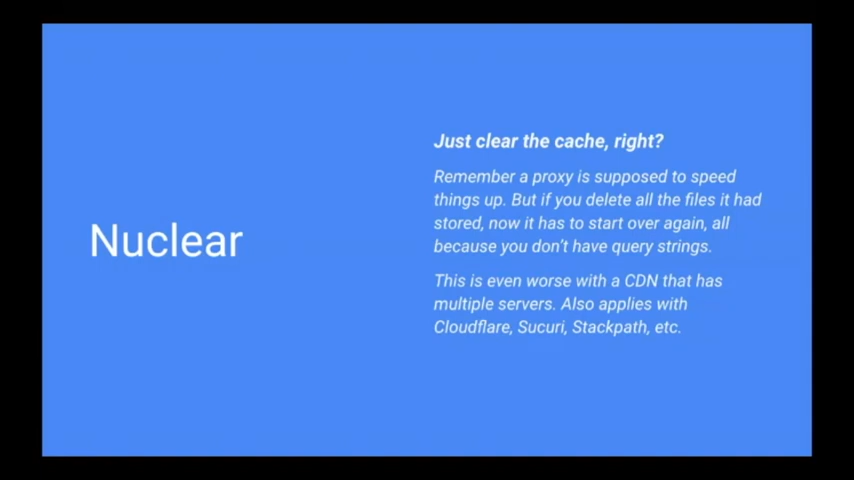 Nuclear
Just clear the cache, right?
Remember a proxy is supposed to speed
things up. But if you delete all the files it had
stored, now it has to start over again, all
because you don't have query strings.
This is even worse with a CDN that has
multiple servers. Also applies with
Cloudflare, Sucuri, Stackpath, etc.